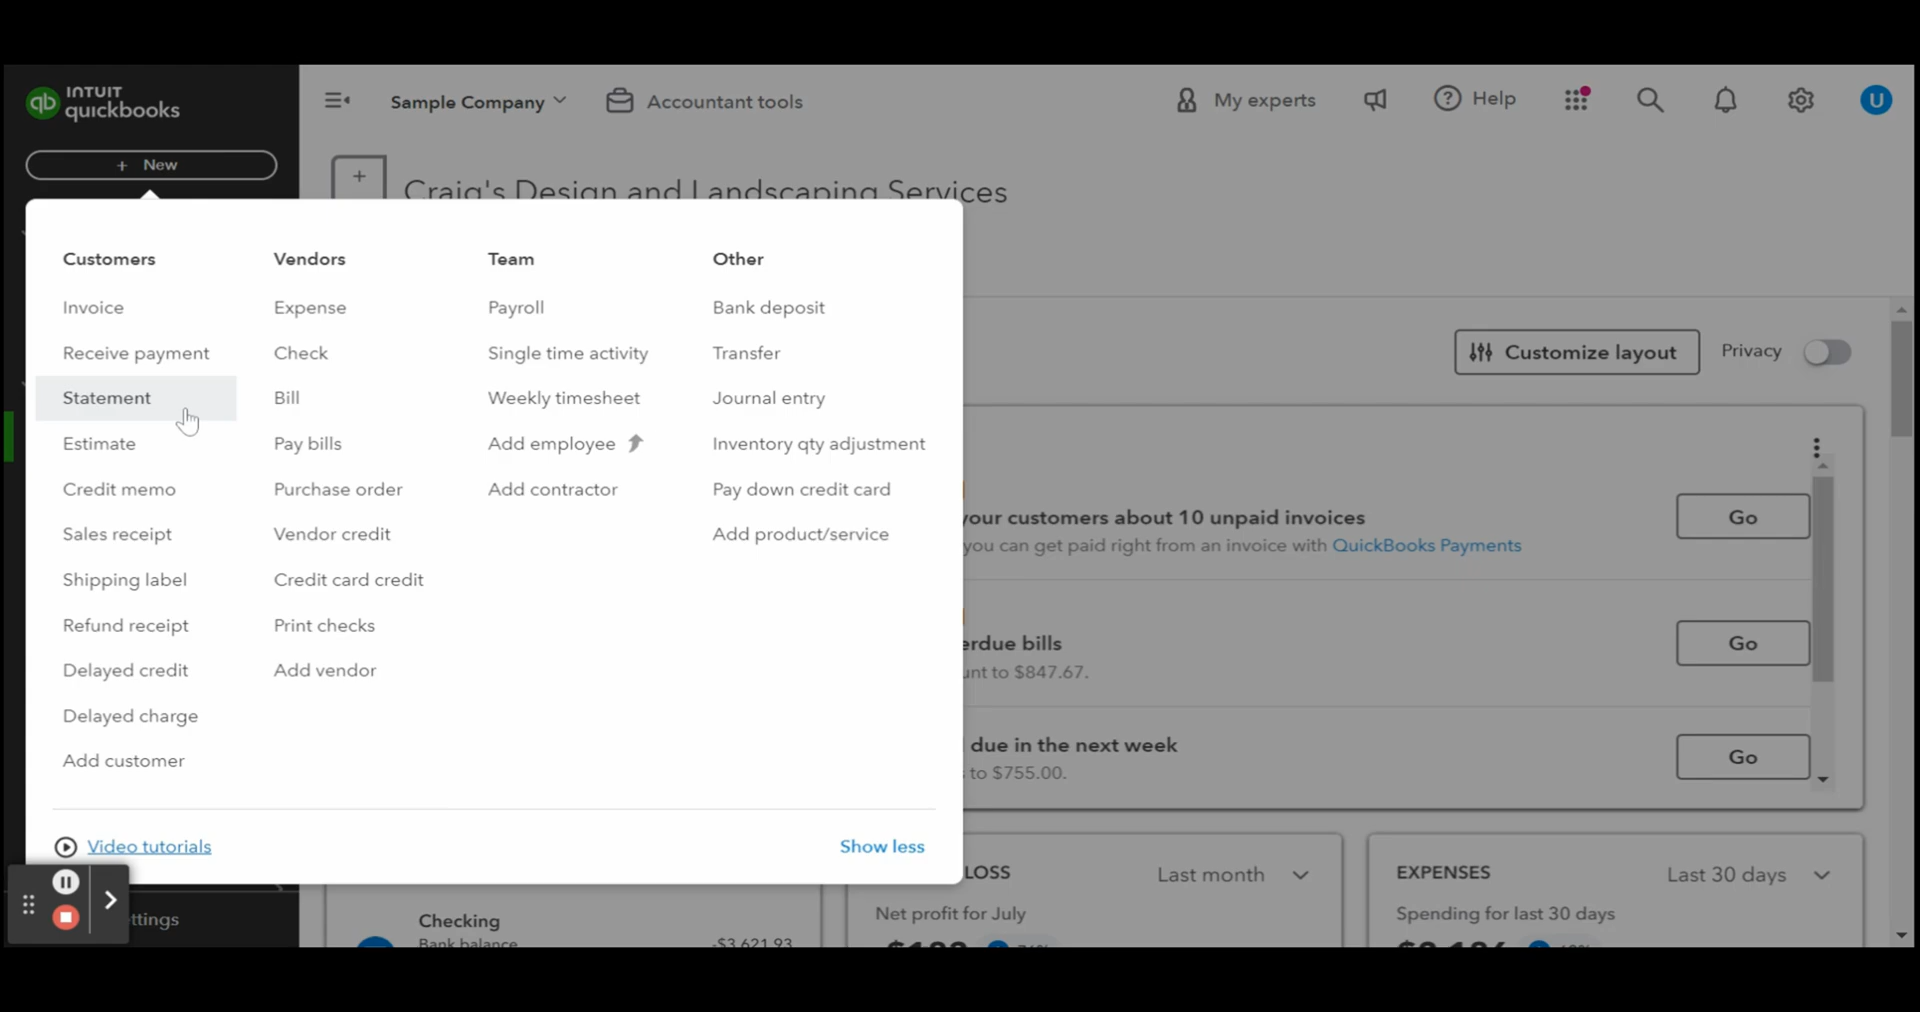 INTUIT
quickbooks
Sample Company
Accountant tools
My experts
Help
U
+ New
+
Craig's Design and Landscaping Services
Customers
Invoice
Receive payment
Statement
Estimate
Credit memo
Sales receipt
Shipping label
Refund receipt
Delayed credit
Delayed charge
Add customer
Vendors
Expense
Check
Bill
Pay bills
Purchase order
Vendor credit
Credit card credit
Print checks
Add vendor
Team
Payroll
Single time activity
Weekly timesheet
Add employee
Add contractor
Other
Bank deposit
Transfer
Journal entry
Inventory qty adjustment
Pay down credit card
Add product/service
Video tutorials
Show less
Customize layout
Privacy
your customers about 10 unpaid invoices
you can get paid right from an invoice with QuickBooks Payments
Go
erdue bills
unt to $847.67.
Go
due in the next week
to $755.00.
Go
ttings
Checking
Bank balance
-$3,621.93
LOSS
Last month
Net profit for July
EXPENSES
Last 30 days
Spending for last 30 days